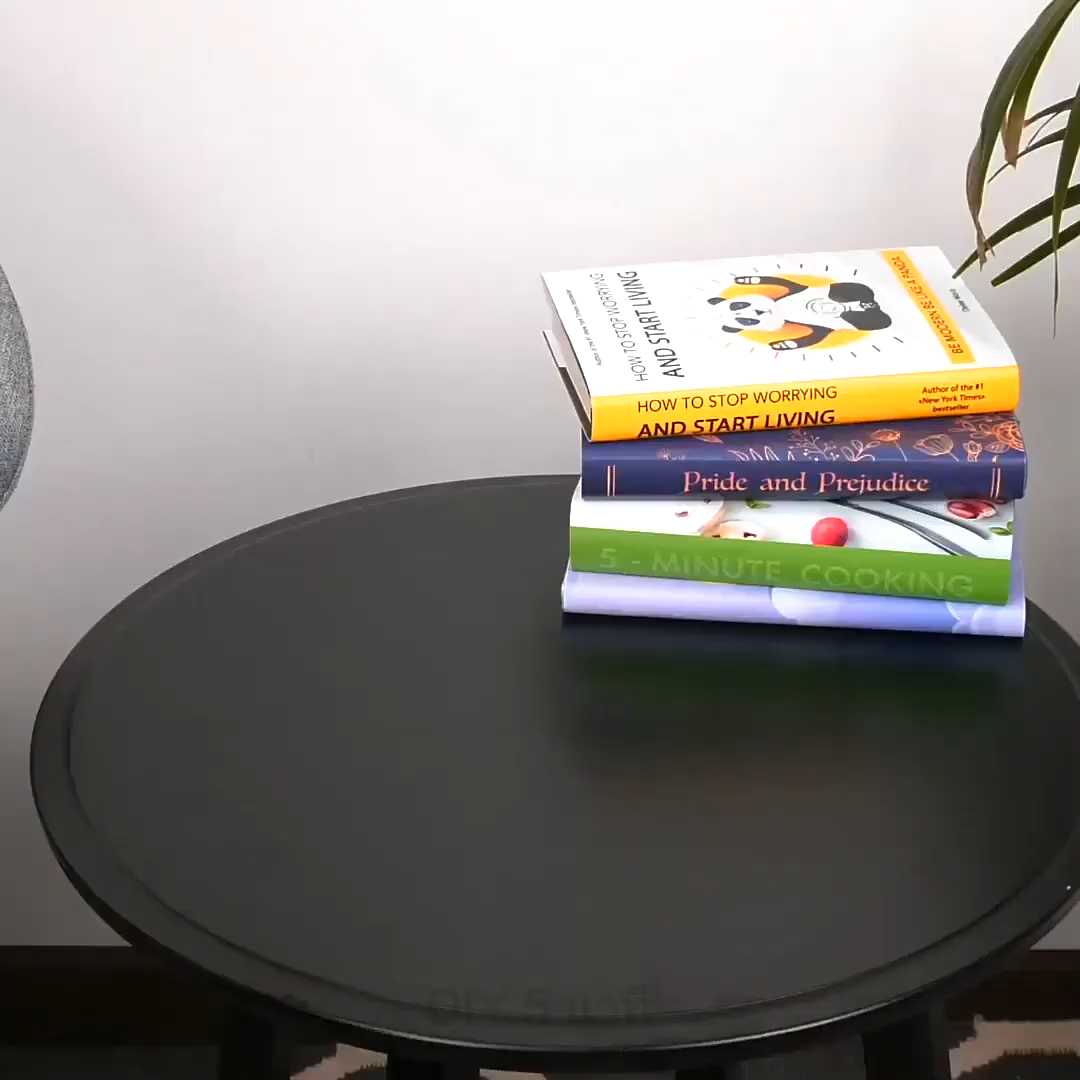 HOW TO STOP WORRYING
AND START LIVING
BE MODERN BE LIKE A PANDA
HOW TO STOP WORRYING
AND START LIVING
Author of the #1
«New York Times»
bestseller
Pride and Prejudice
5 - MINUTE COOKING